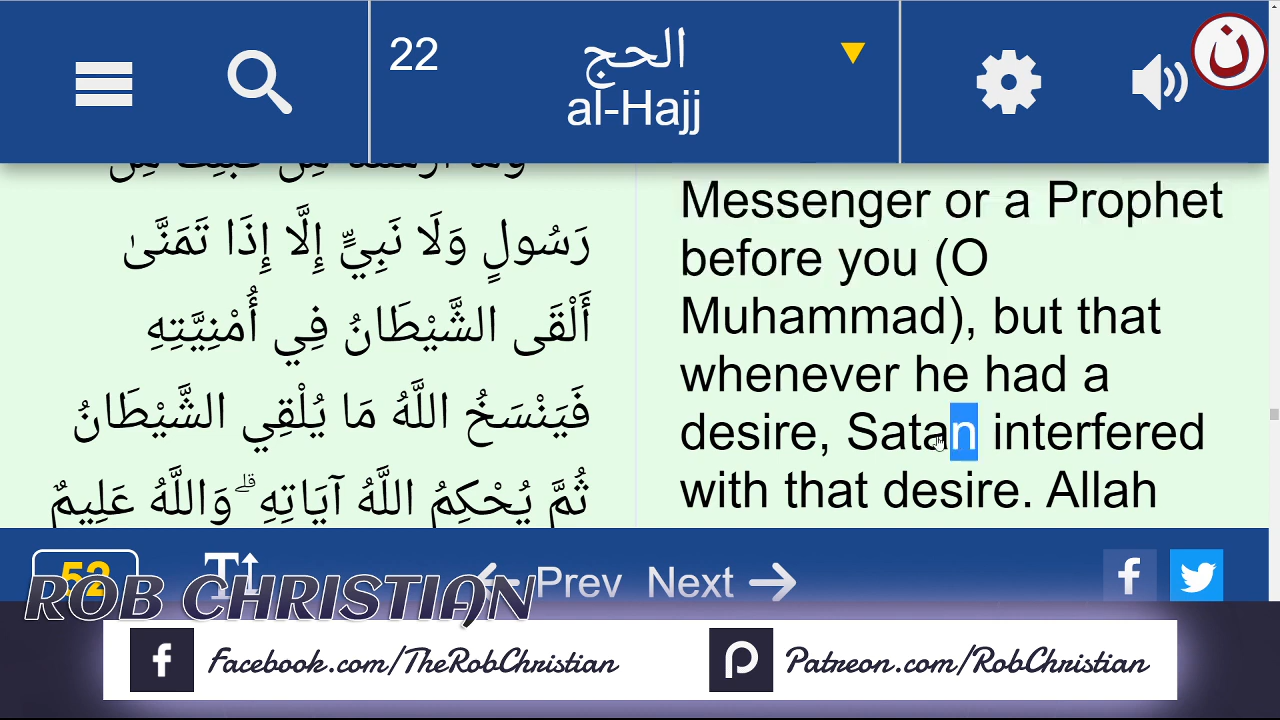 22
الحج
al-Hajj
ن
رَسُولٍ وَلَا نَبِيٍّ إِلَّا إِذَا تَمَنَّىٰ
أَلْقَى الشَّيْطَانُ فِي أُمْنِيَّتِهِ
فَيَنْسَخُ اللَّهُ مَا يُلْقِي الشَّيْطَانُ
ثُمَّ يُحْكِمُ اللَّهُ آيَاتِهِ ۗ وَاللَّهُ عَلِيمٌ
Messenger or a Prophet
before you (O
Muhammad), but that
whenever he had a
desire, Satan interfered
with that desire. Allah
52
T
Prev Next
ROB CHRISTIAN
Facebook.com/TheRobChristian
Patreon.com/RobChristian